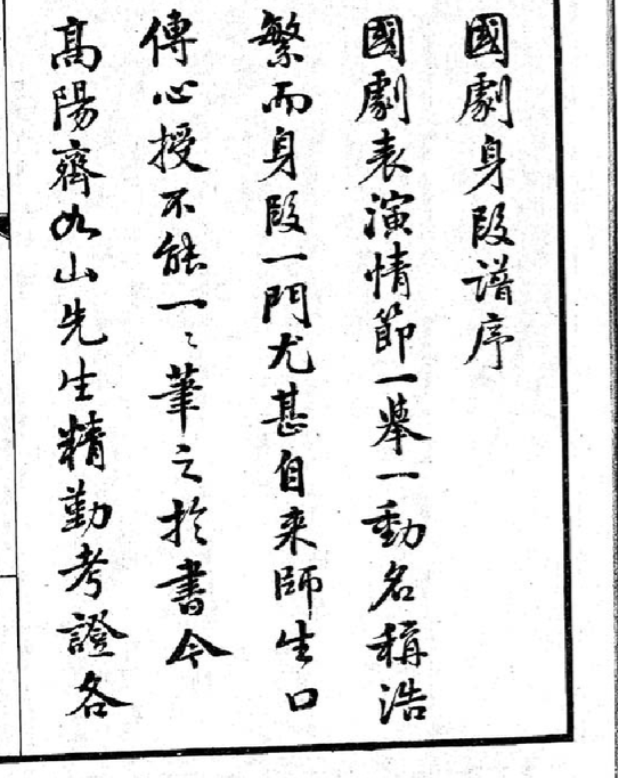 國劇身段譜序
國劇表演情節一舉一動名稱浩
繁而身段一門尤甚自来師生口
傳心授不能一〻筆之於書今
高陽齊如山先生精勤考證各